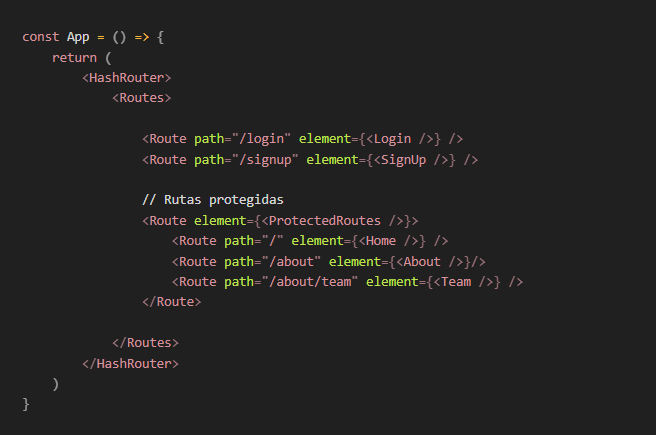 const App = () => {
return (
<HashRouter>
<Routes>
<Route path="/login" element={<Login />} />
<Route path="/signup" element={<SignUp />} />
// Rutas protegidas
<Route element={<ProtectedRoutes />}>
<Route path="/" element={<Home />} />
<Route path="/about" element={<About />}/>
<Route path="/about/team" element={<Team />} />
</Route>
</Routes>
</HashRouter>
)
}